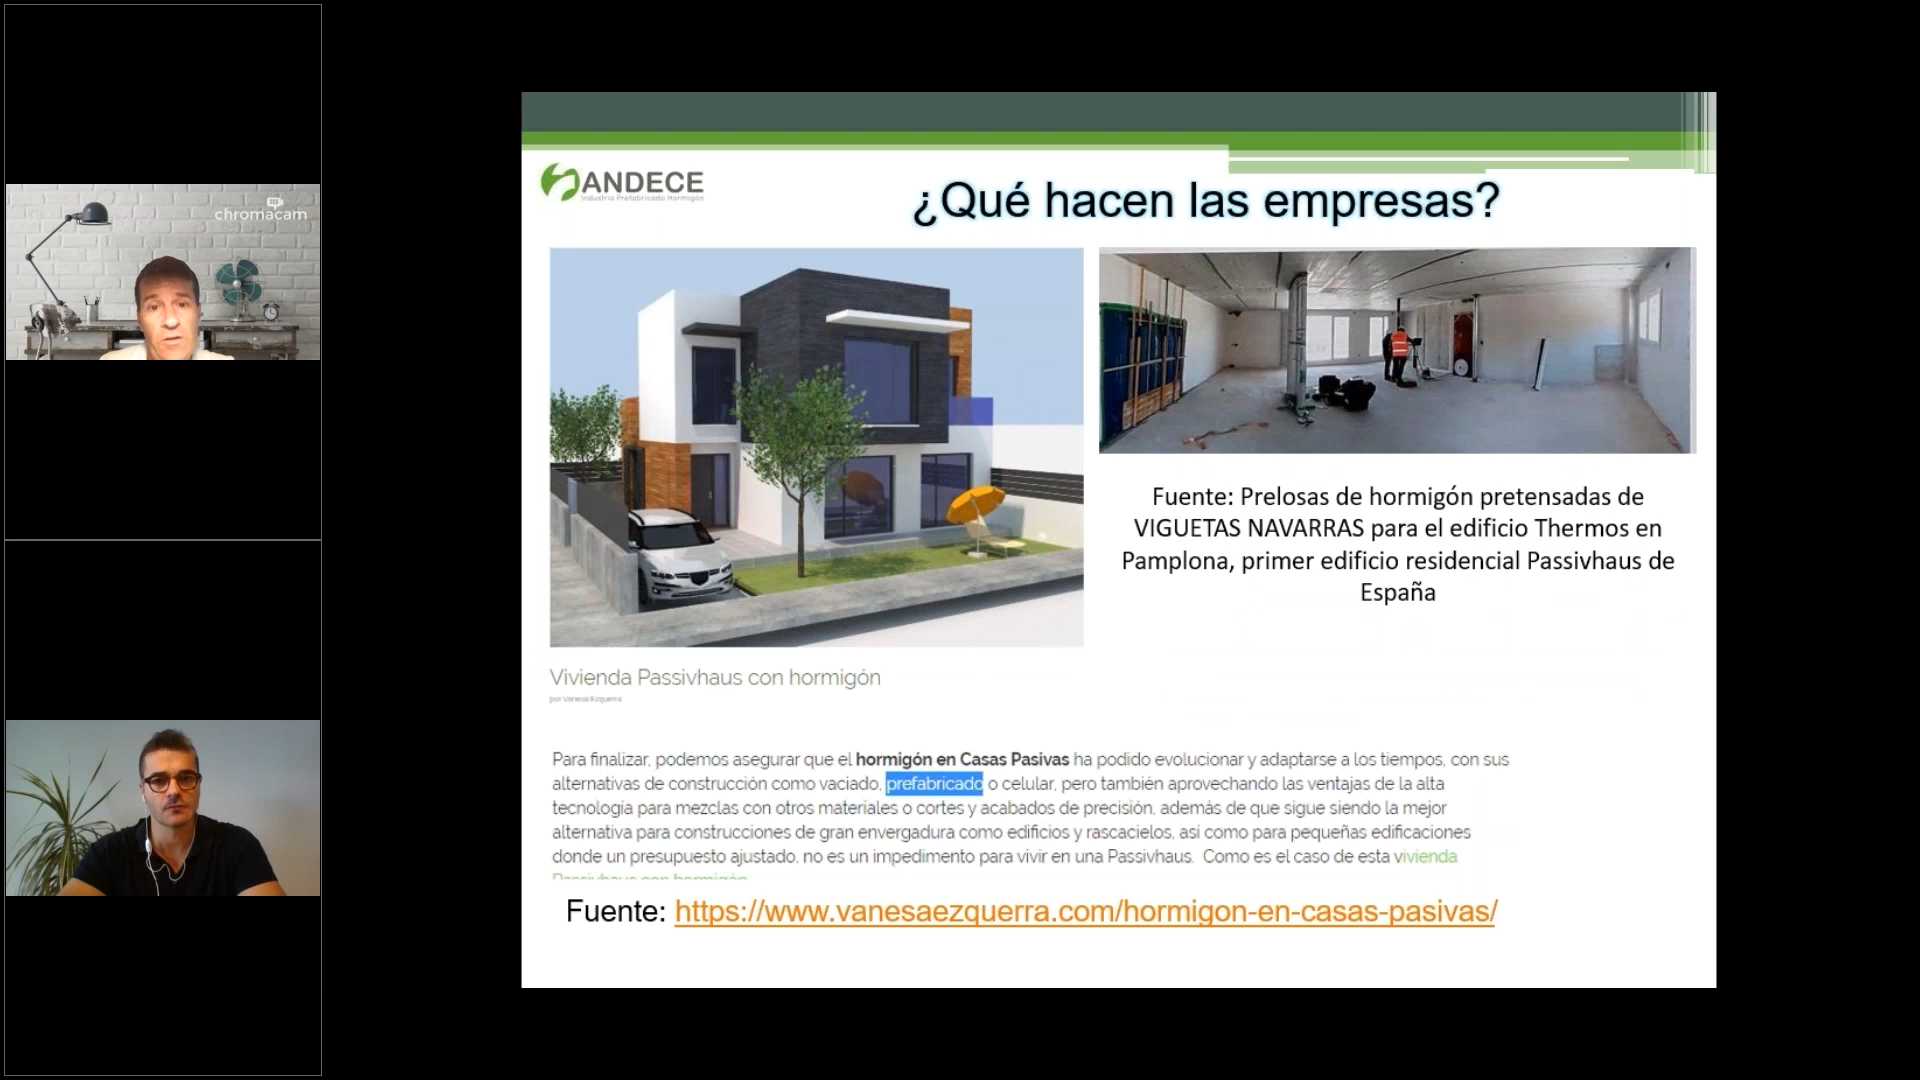 chromacam
ANDECE
Industria Prefabricado Hormigón
¿Qué hacen las empresas?
Fuente: Prelosas de hormigón pretensadas de
VIGUETAS NAVARRAS para el edificio Thermos en
Pamplona, primer edificio residencial Passivhaus de
España
Vivienda Passivhaus con hormigón
por Vanesa Ezquerra
Para finalizar, podemos asegurar que el hormigón en Casas Pasivas ha podido evolucionar y adaptarse a los tiempos, con sus
alternativas de construcción como vaciado, prefabricado o celular, pero también aprovechando las ventajas de la alta
tecnología para mezclas con otros materiales o cortes y acabados de precisión, además de que sigue siendo la mejor
alternativa para construcciones de gran envergadura como edificios y rascacielos, así como para pequeñas edificaciones
donde un presupuesto ajustado, no es un impedimento para vivir en una Passivhaus. Como es el caso de esta vivienda
Passivhaus con hormigón
Fuente: https://www.vanesaezquerra.com/hormigon-en-casas-pasivas/